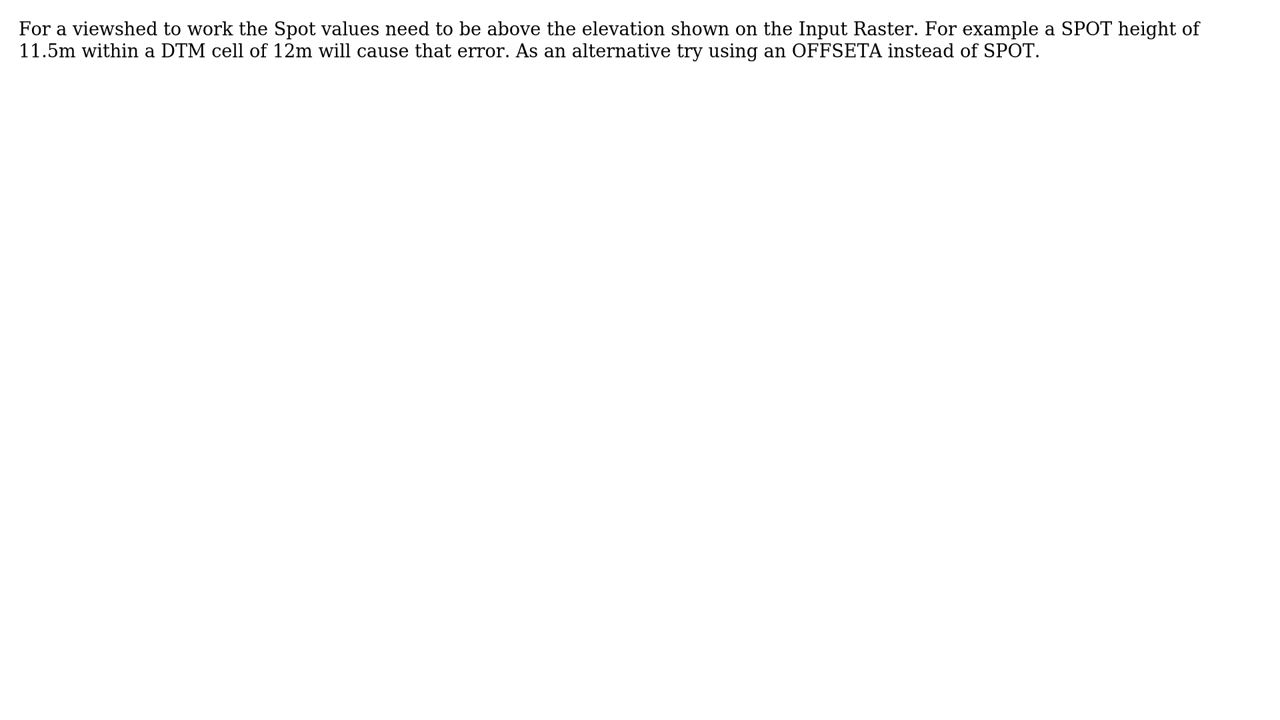 For a viewshed to work the Spot values need to be above the elevation shown on the Input Raster. For example a SPOT height of
11.5m within a DTM cell of 12m will cause that error. As an alternative try using an OFFSETA instead of SPOT.